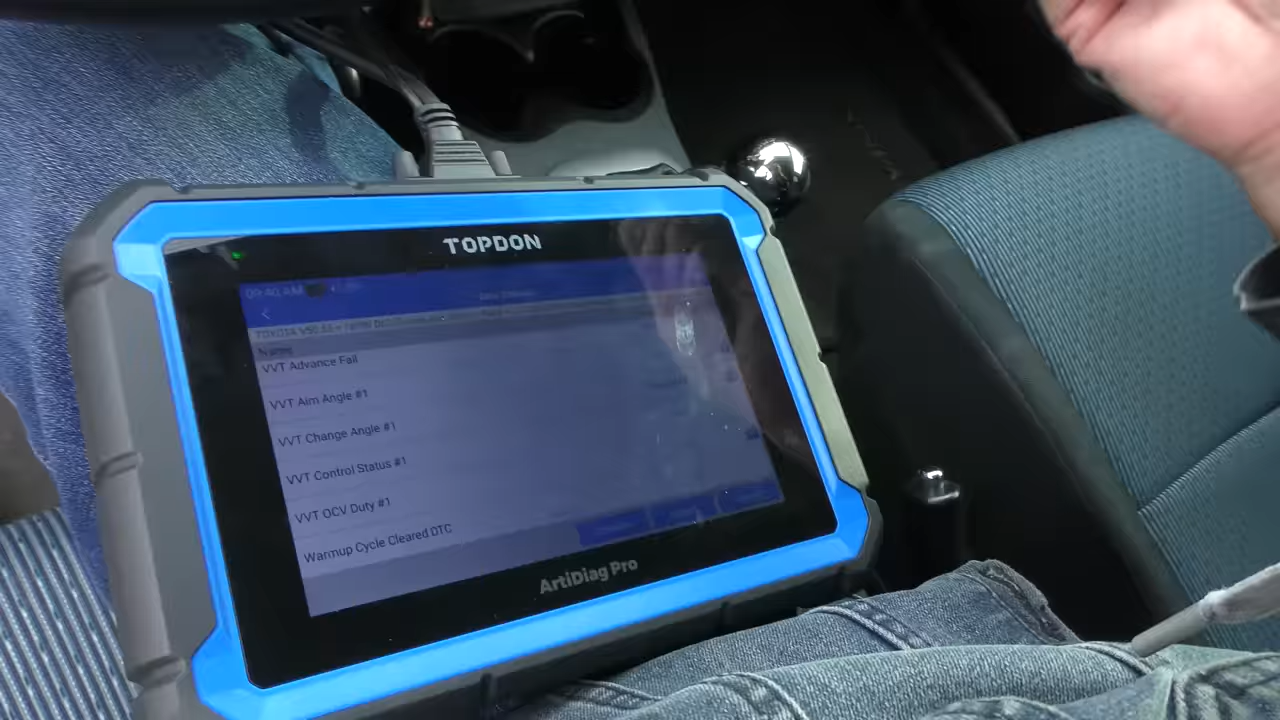 TOPDON
09:40 AM
Name
VVT Advance Fail
VVT Aim Angle #1
VVT Change Angle #1
VVT Control Status #1
VVT OCV Duty #1
Warmup Cycle Cleared DTC
ArtiDiag Pro